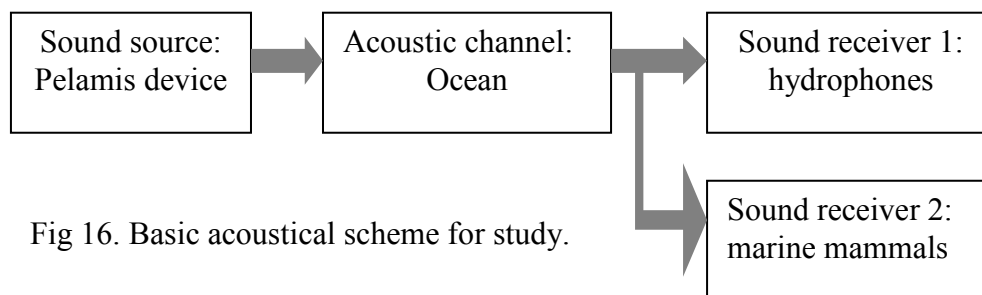 Sound source:
Pelamis device
Acoustic channel:
Ocean
Sound receiver 1:
hydrophones
Sound receiver 2:
marine mammals
Fig 16. Basic acoustical scheme for study.